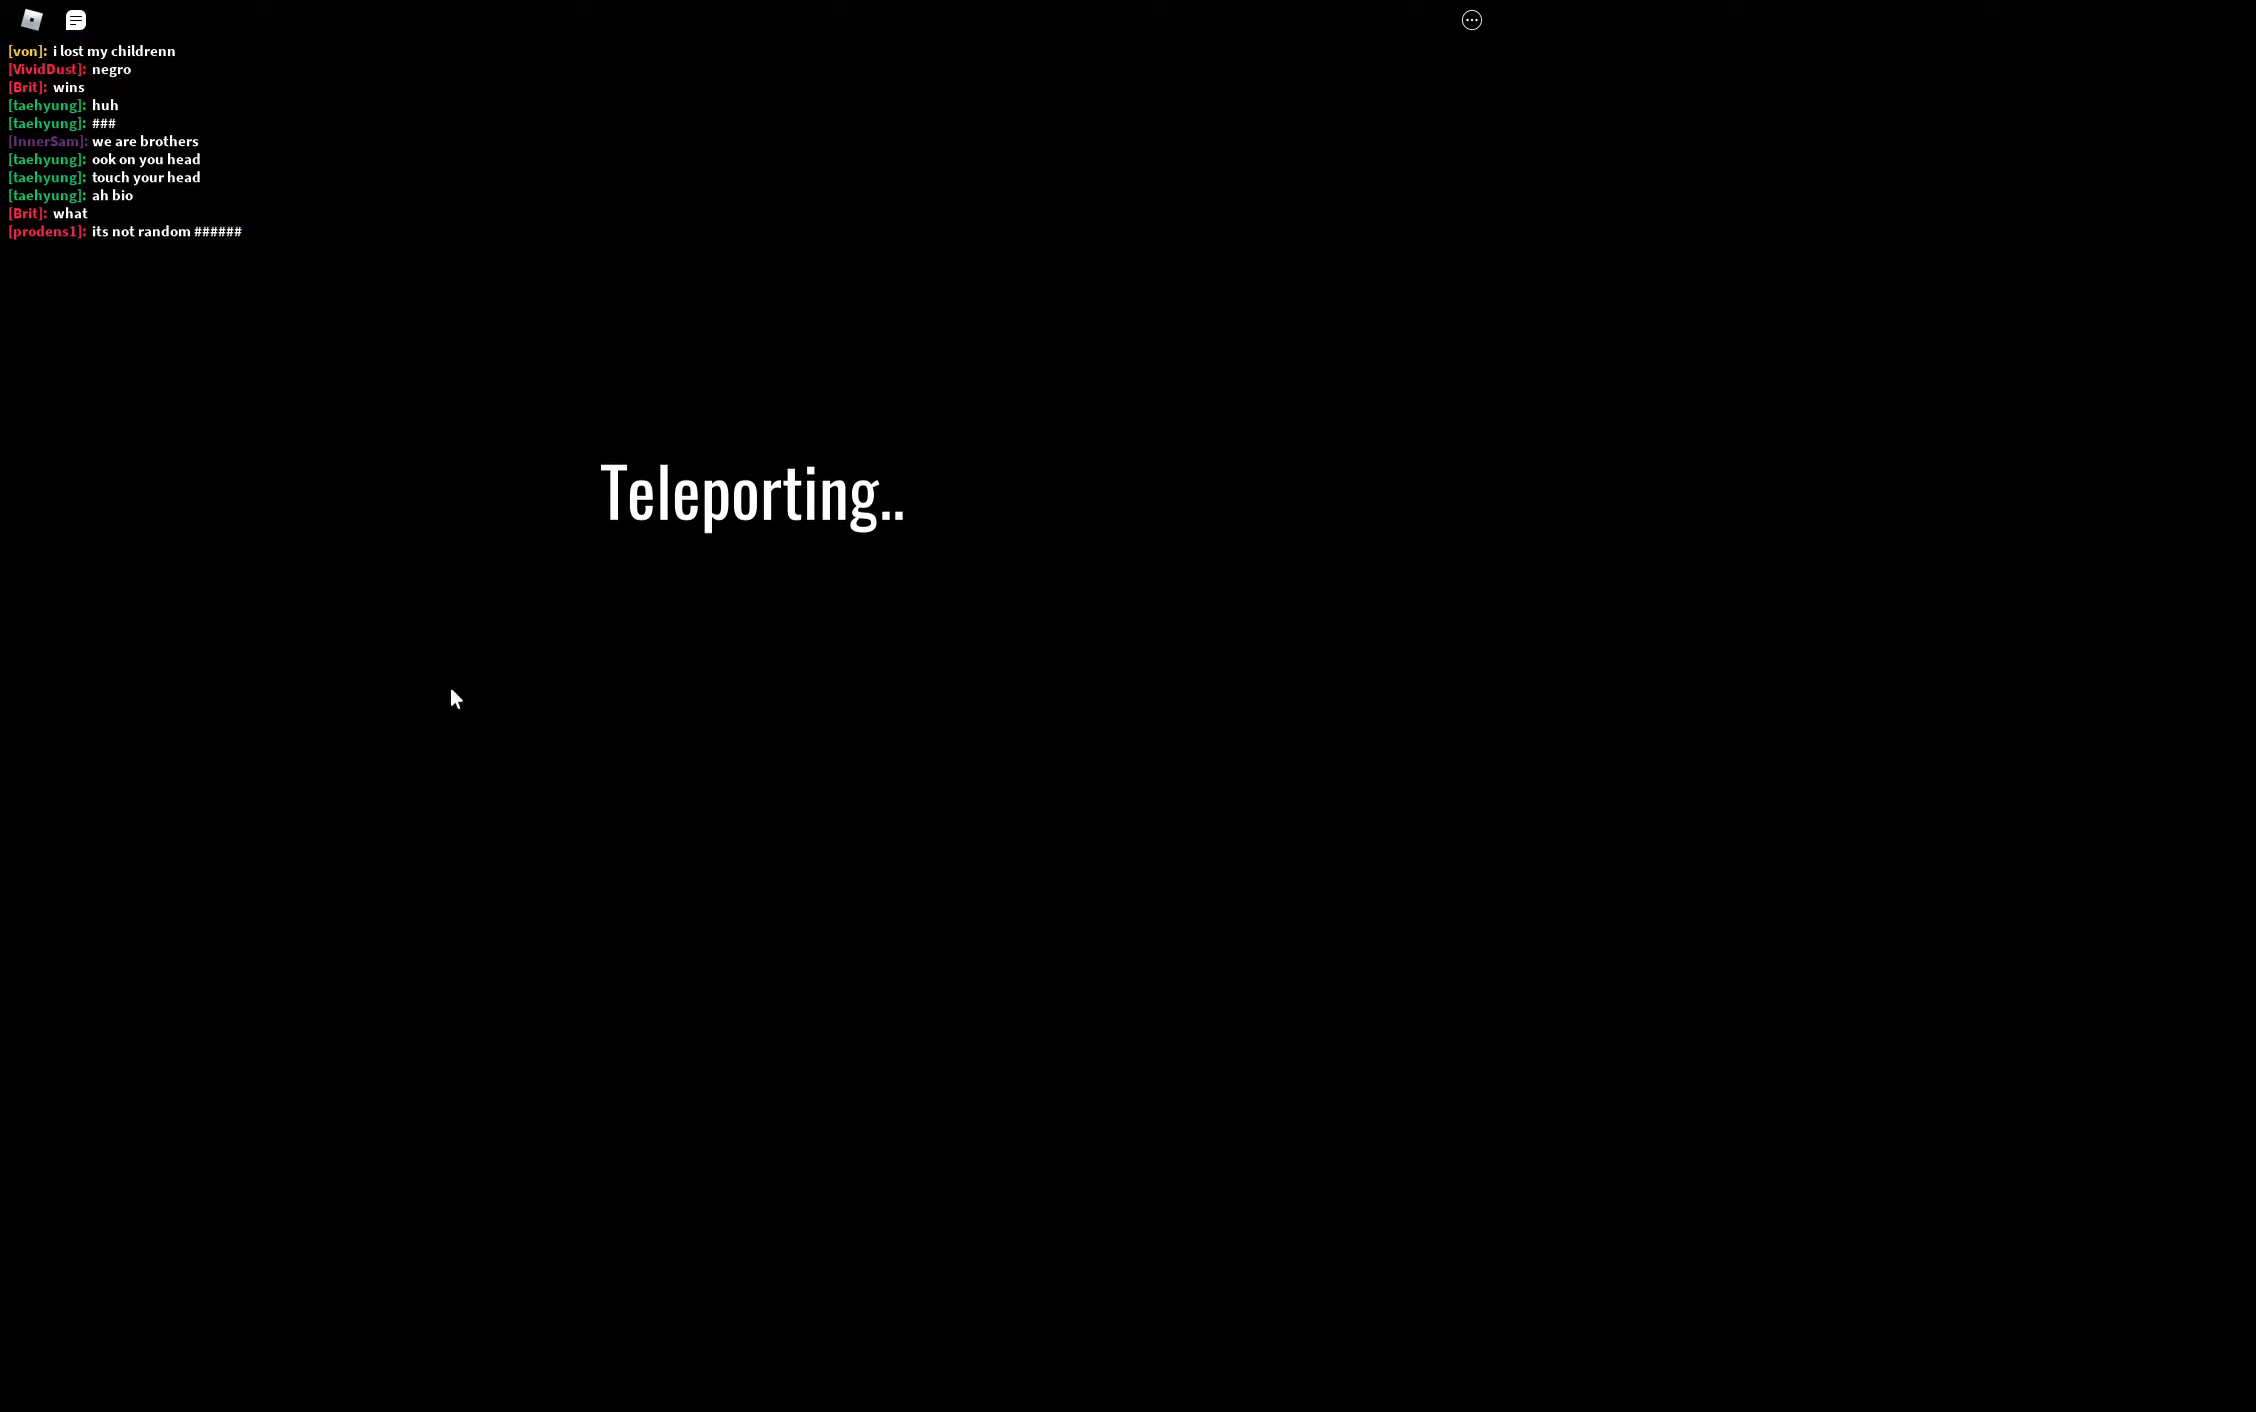 [von]: i lost my childrenn
[VividDust]: negro
[Brit]: wins
[taehyung]: huh
[taehyung]: ###
[InnerSam]: we are brothers
[taehyung]: ook on you head
[taehyung]: touch your head
[taehyung]: ah bio
[Brit]: what
[prodens1]: its not random ######
Teleporting..